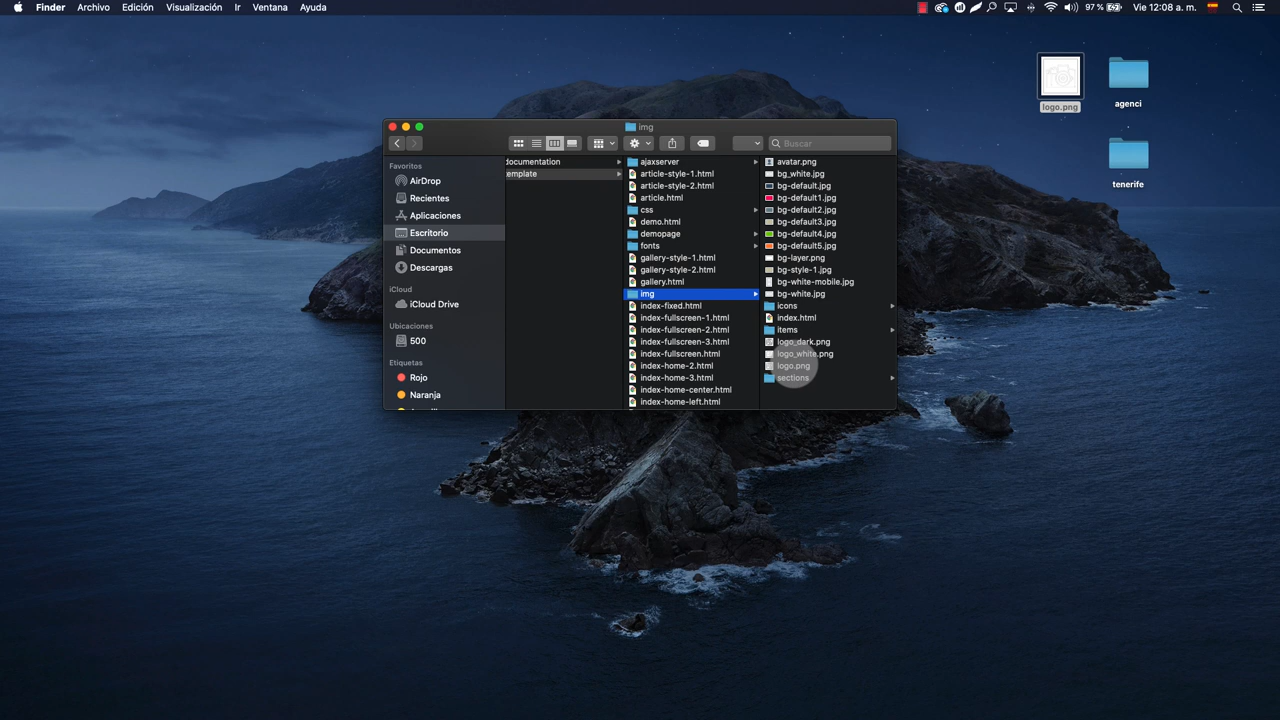 Finder Archivo Edición Visualización Ir Ventana Ayuda 97 % Vie 12:08 a. m.
logo.png
agenci
tenerife
img
Buscar
Favoritos
AirDrop
Recientes
Aplicaciones
Escritorio
Documentos
Descargas
iCloud
iCloud Drive
Ubicaciones
500
Etiquetas
Rojo
Naranja
documentation
template
ajaxserver
article-style-1.html
article-style-2.html
article.html
css
demo.html
demopage
fonts
gallery-style-1.html
gallery-style-2.html
gallery.html
img
index-fixed.html
index-fullscreen-1.html
index-fullscreen-2.html
index-fullscreen-3.html
index-fullscreen.html
index-home-2.html
index-home-3.html
index-home-center.html
index-home-left.html
avatar.png
bg_white.jpg
bg-default.jpg
bg-default1.jpg
bg-default2.jpg
bg-default3.jpg
bg-default4.jpg
bg-default5.jpg
bg-layer.png
bg-style-1.jpg
bg-white-mobile.jpg
bg-white.jpg
icons
index.html
items
logo_dark.png
logo_white.png
logo.png
sections